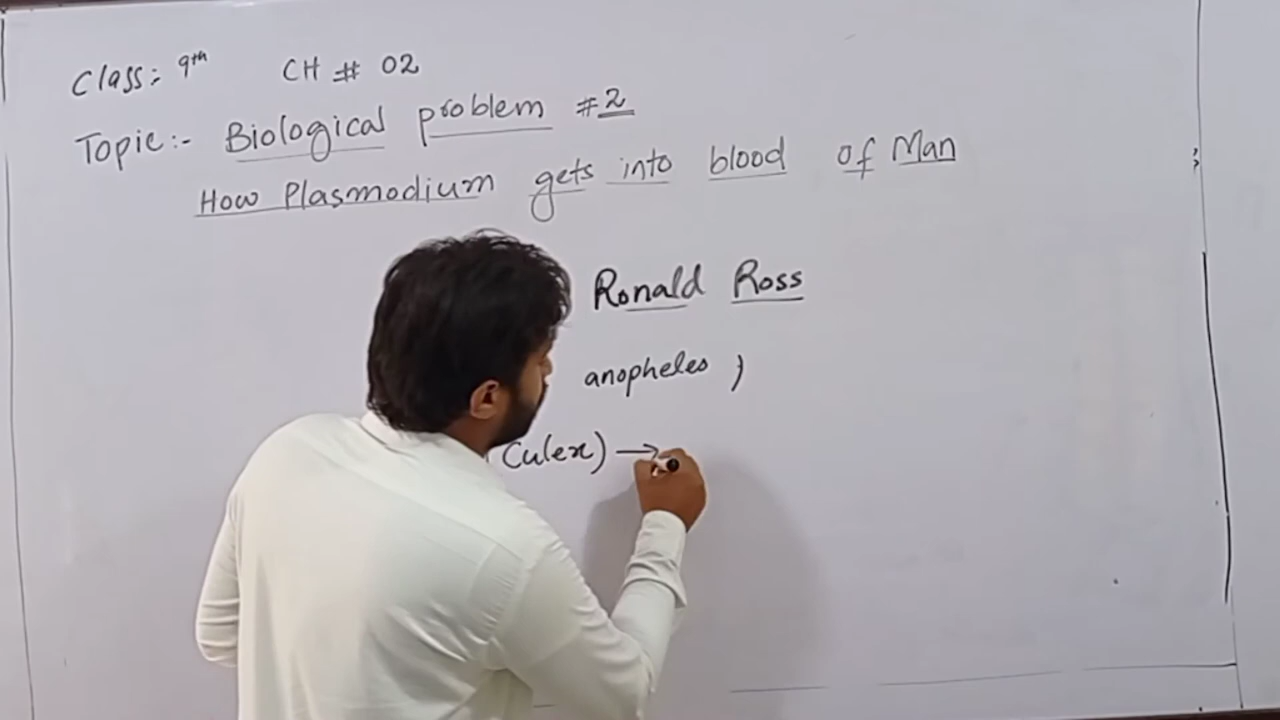 Class: 9th CH # 02
Topic:- Biological problem #2
How Plasmodium gets into blood of Man
Ronald Ross
anopheles ,
Culex) →